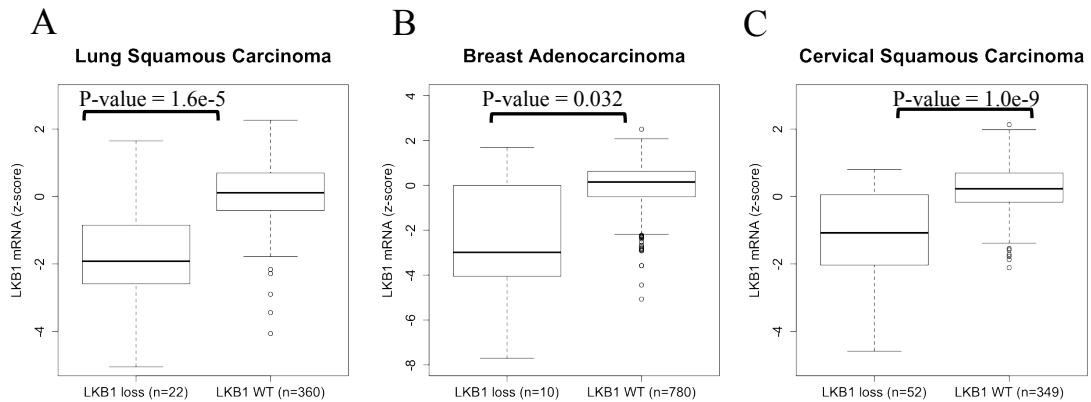 A
Lung Squamous Carcinoma
P-value = 1.6e-5
LKB1 mRNA (z-score)
2
0
-2
-4
LKB1 loss (n=22)
LKB1 WT (n=360)
B
Breast Adenocarcinoma
P-value = 0.032
LKB1 mRNA (z-score)
4
2
0
-2
-4
-6
-8
LKB1 loss (n=10)
LKB1 WT (n=780)
C
Cervical Squamous Carcinoma
P-value = 1.0e-9
LKB1 mRNA (z-score)
2
0
-2
-4
LKB1 loss (n=52)
LKB1 WT (n=349)